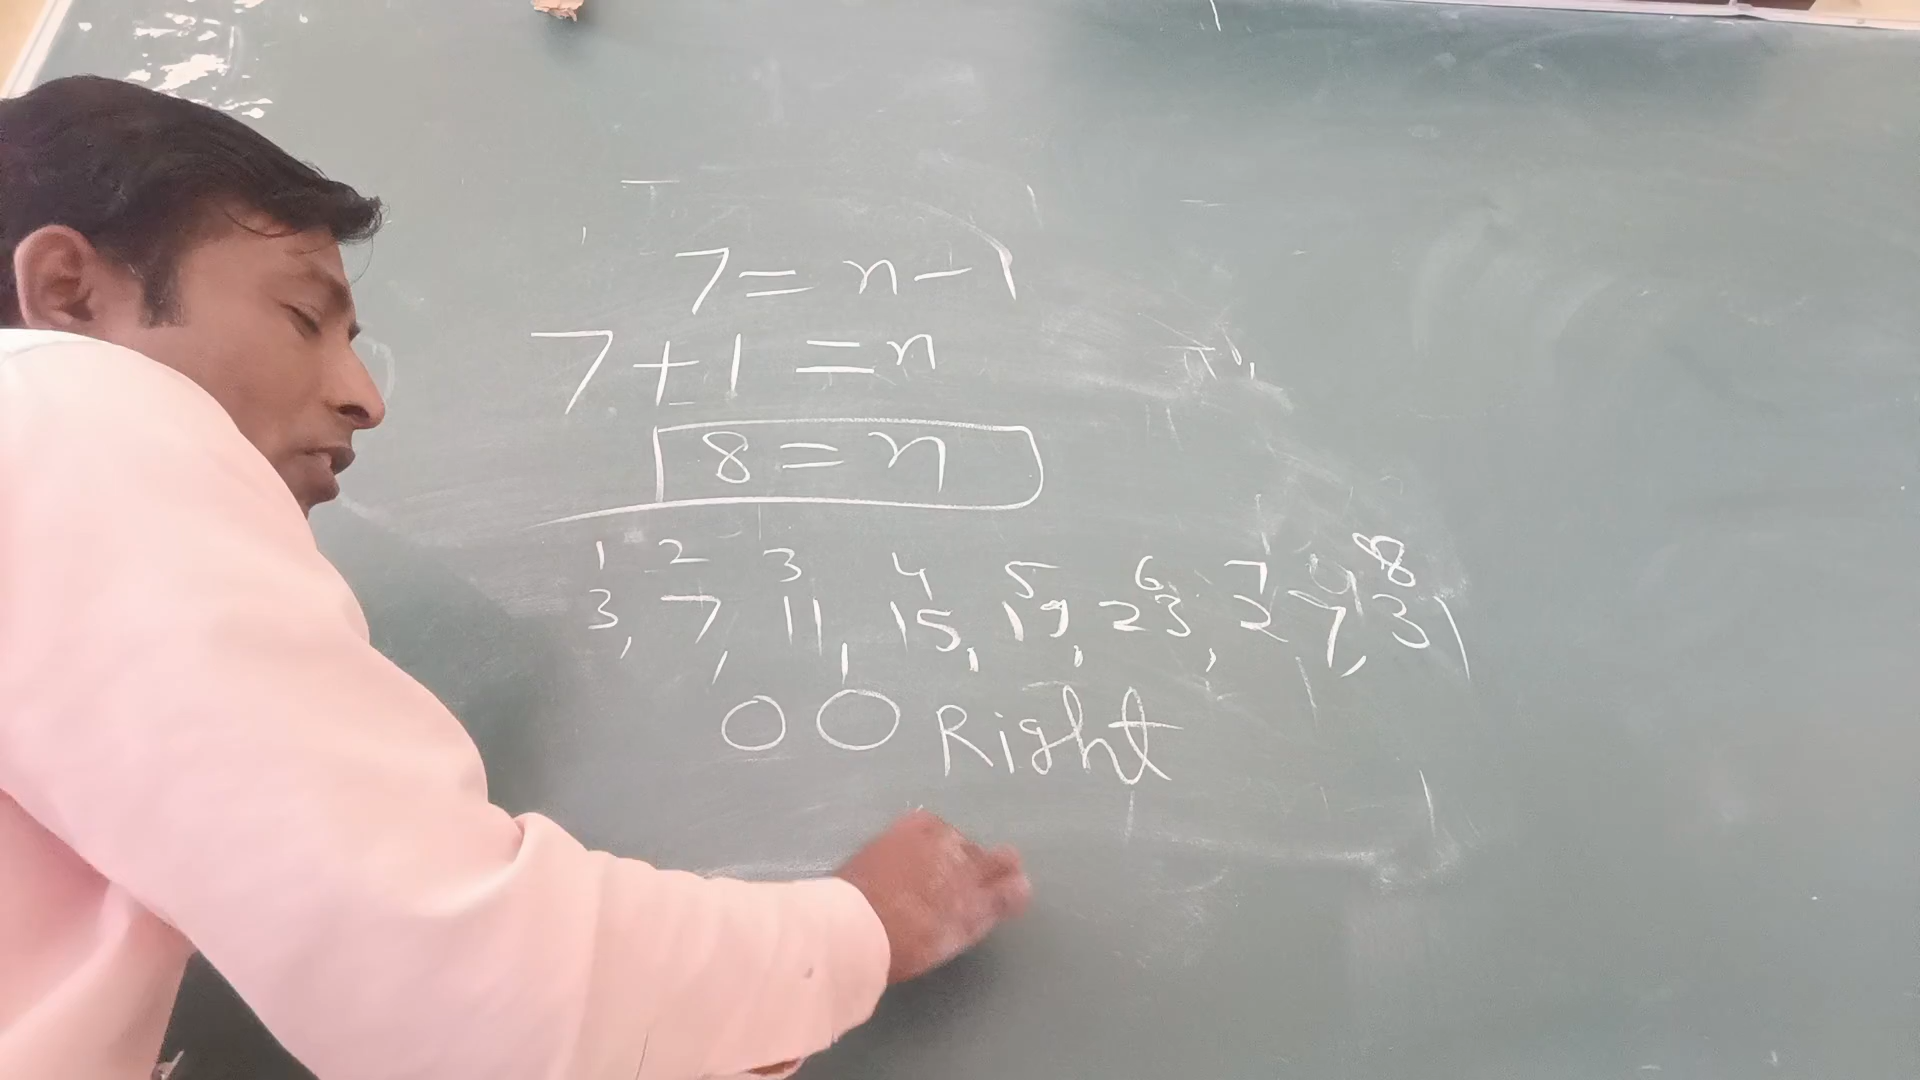 7 = n - 1
7 + 1 = n
8 = n
1 2 3 4 5 6 7 8
3, 7, 11, 15, 19, 23, 27, 31
OO Right